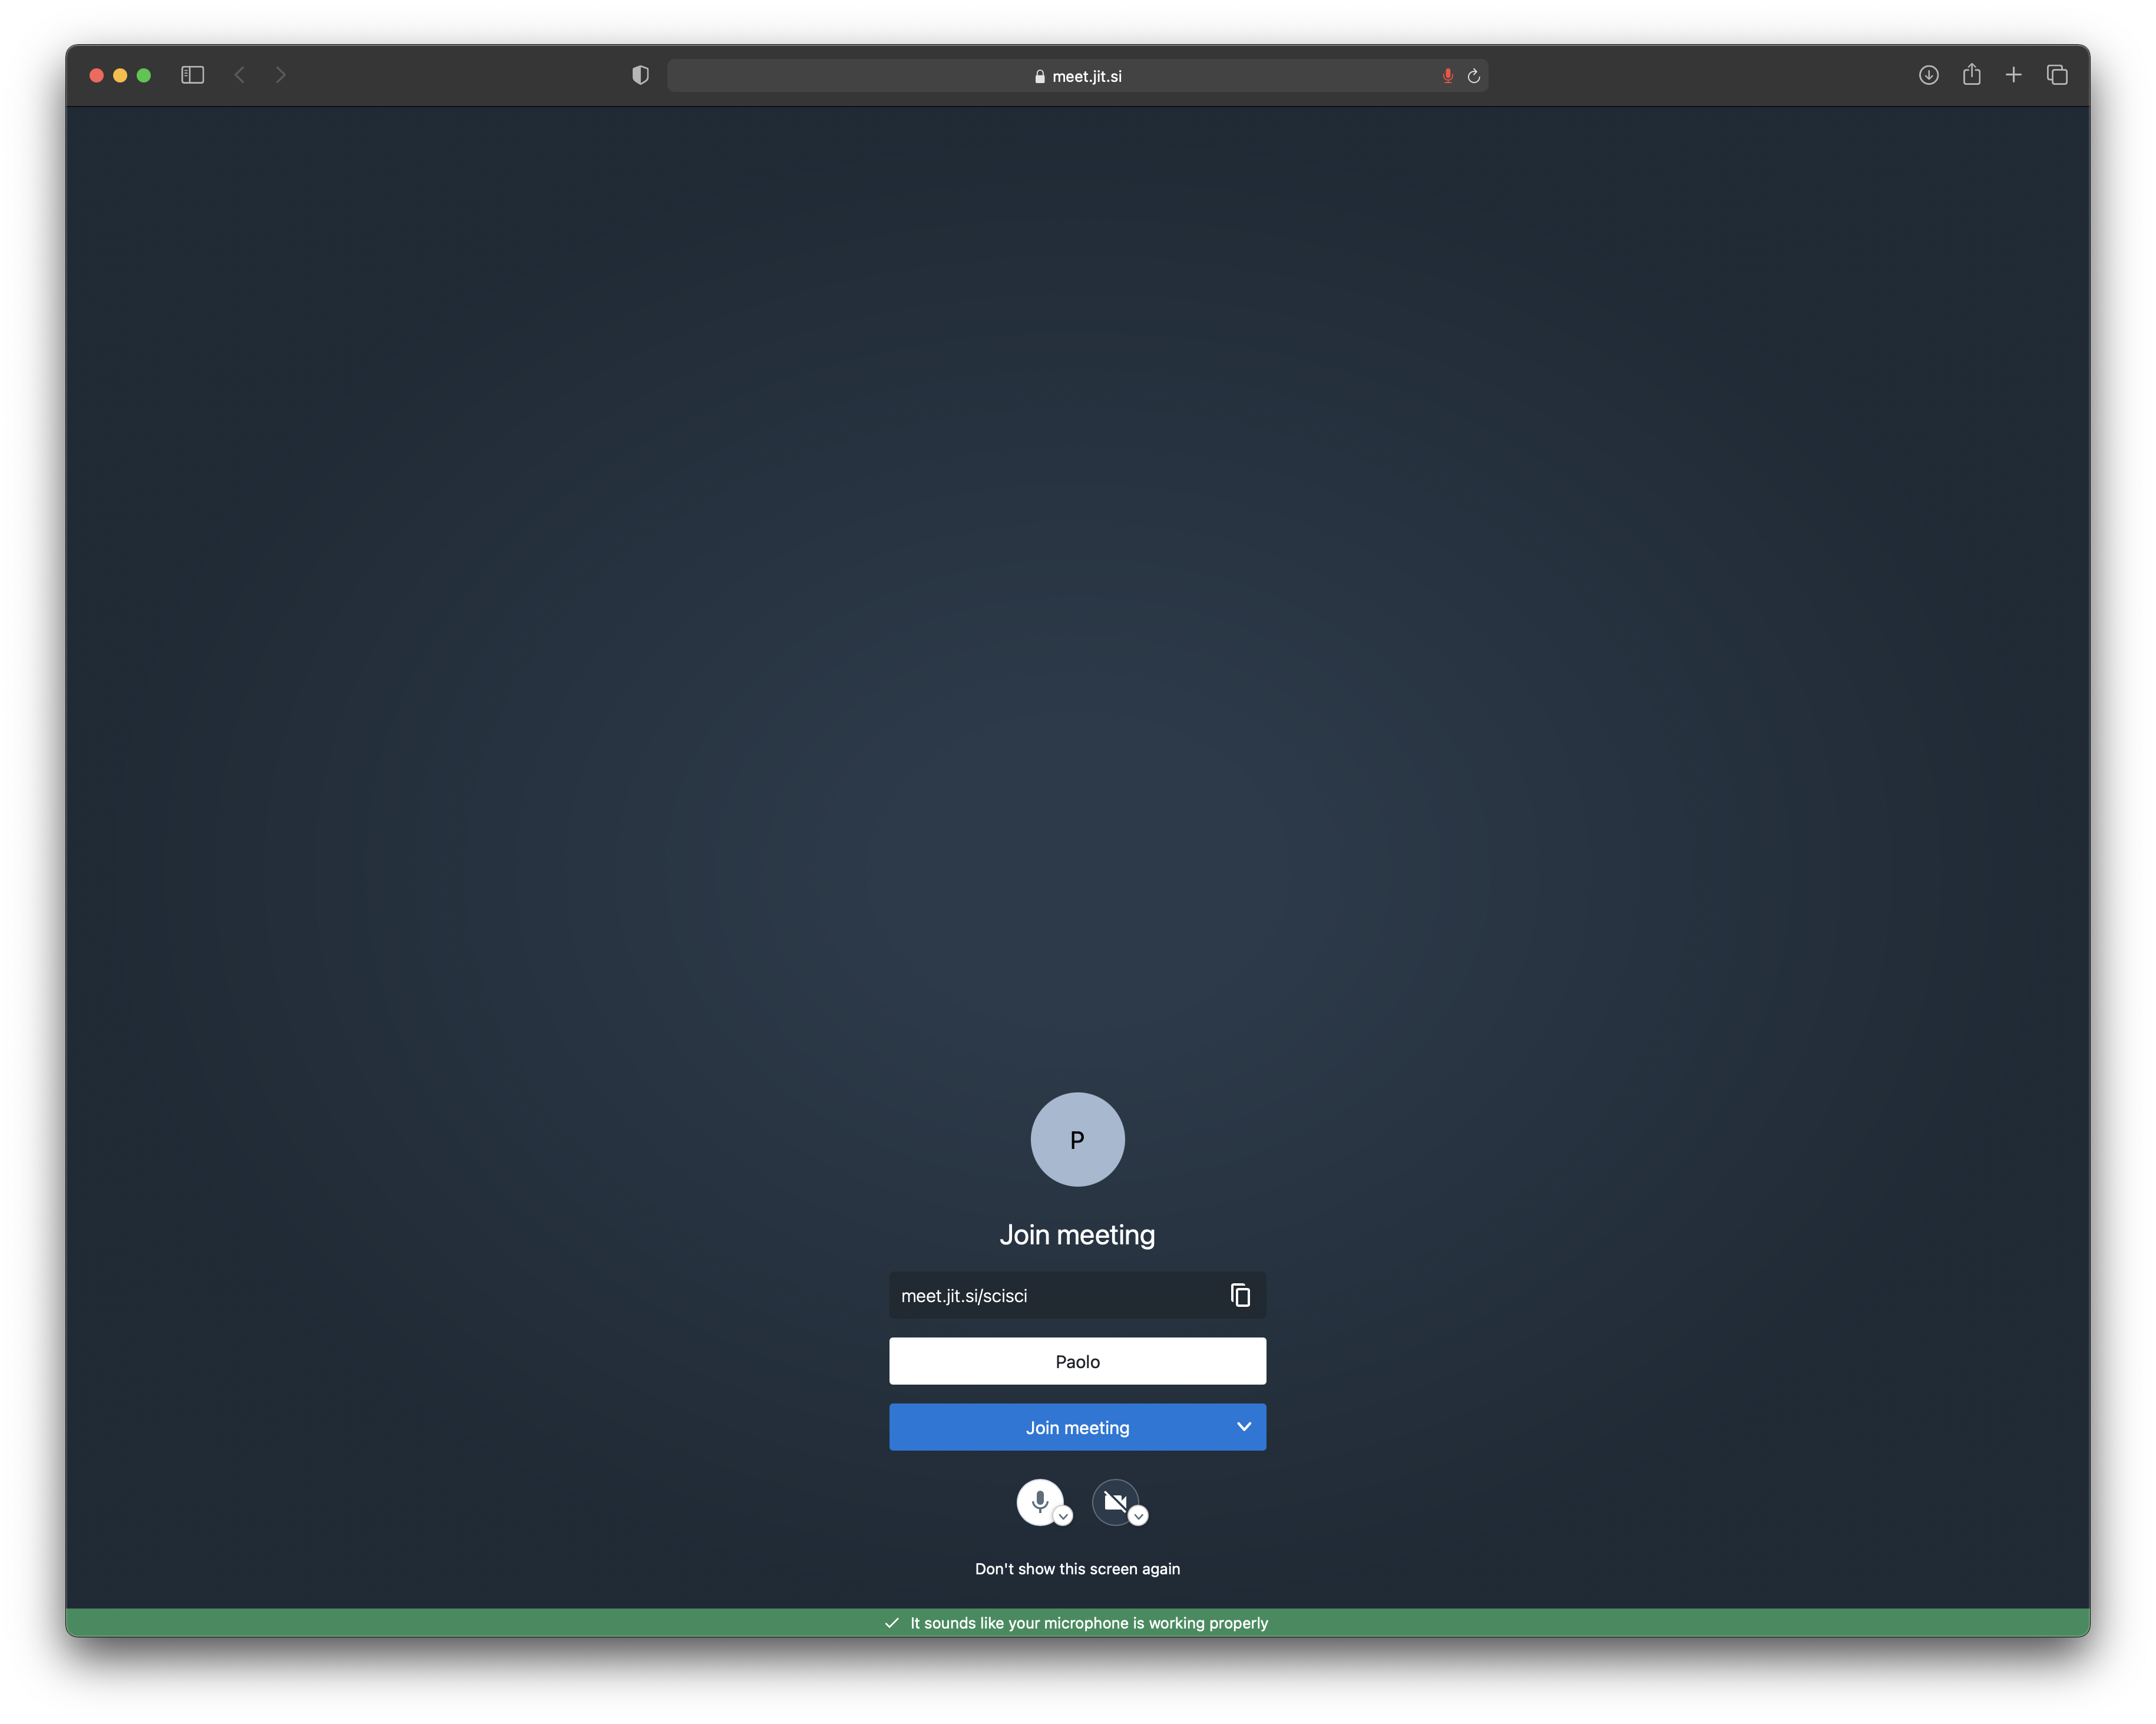 meet.jit.si
P
Join meeting
meet.jit.si/scisci
Paolo
Join meeting
Don't show this screen again
It sounds like your microphone is working properly